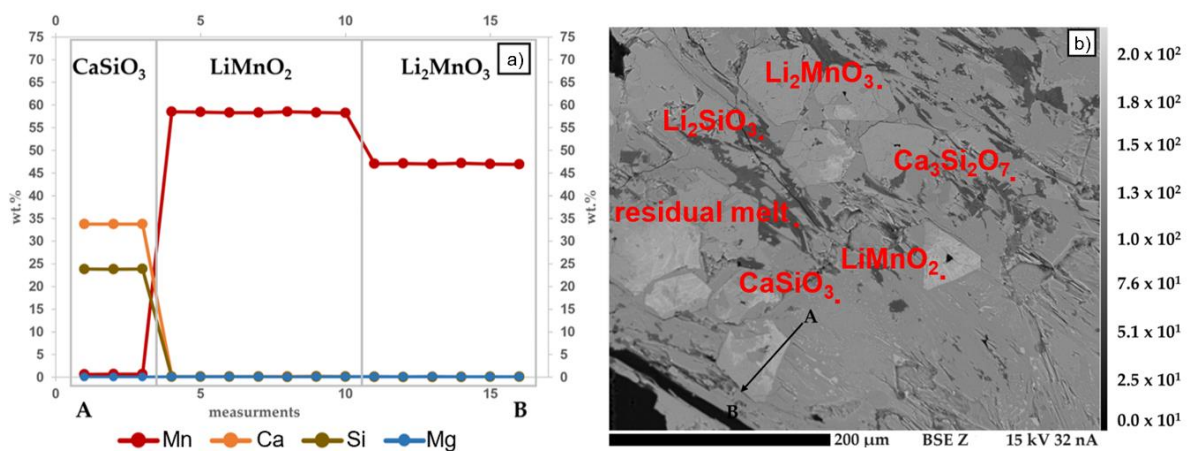 0 5 10 15
75 75
70 70
65 65
60 60
55 55
50 50
45 45
40 40
35 35
30 30
25 25
20 20
15 15
10 10
5 5
0 0
wt.%
wt.%
CaSiO₃ LiMnO₂ Li₂MnO₃
a)
0 5 10 15
A measurments B
Mn Ca Si Mg
b)
Li₂MnO₃.
Li₂SiO₃.
Ca₃Si₂O₇.
residual melt.
LiMnO₂.
CaSiO₃.
A
B
200 μm BSE Z 15 kV 32 nA
2.0 x 10²
1.8 x 10²
1.5 x 10²
1.3 x 10²
1.0 x 10²
7.6 x 10¹
5.1 x 10¹
2.5 x 10¹
0.0 x 10¹